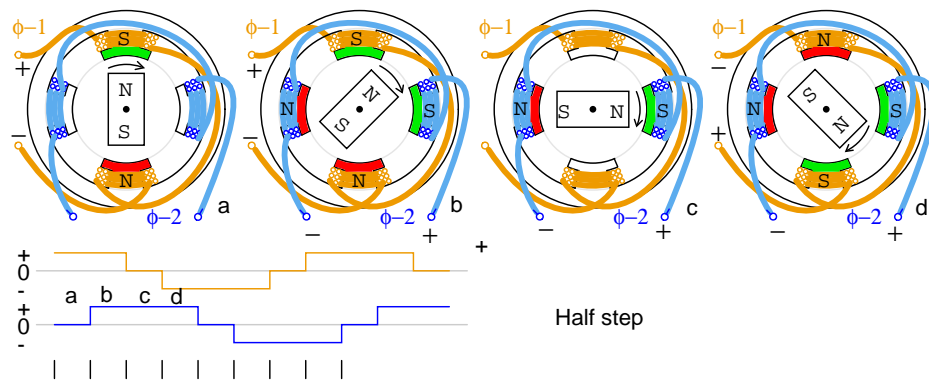 ϕ−1 ϕ−1 ϕ−1 ϕ−1
S S N
+ + − 
N N N S
N N S N S N S
S S N
− − +
N N S
a b c d
ϕ−2 ϕ−2 ϕ−2 ϕ−2
− + − + − +
+
+
0
-
a b c d
+
0
-
Half step